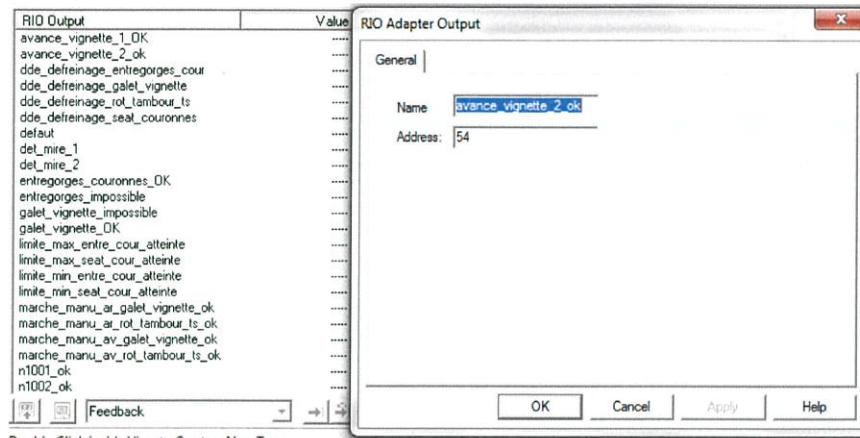 RIO Output Value
avance_vignette_1_OK -----
avance_vignette_2_ok -----
dde_defreinage_entregorges_cour -----
dde_defreinage_galet_vignette -----
dde_defreinage_rot_tambour_ts -----
dde_defreinage_seat_couronnes -----
defaut -----
det_mire_1 -----
det_mire_2 -----
entregorges_couronnes_OK -----
entregorges_impossible -----
galet_vignette_impossible -----
galet_vignette_OK -----
limite_max_entre_cour_atteinte -----
limite_max_seat_cour_atteinte -----
limite_min_entre_cour_atteinte -----
limite_min_seat_cour_atteinte -----
marche_manu_ar_galet_vignette_ok -----
marche_manu_ar_rot_tambour_ts_ok -----
marche_manu_av_galet_vignette_ok -----
marche_manu_av_rot_tambour_ts_ok -----
n1001_ok -----
n1002_ok -----
Feedback
RIO Adapter Output
General
Name avance_vignette_2_ok
Address: 54
OK Cancel Apply Help